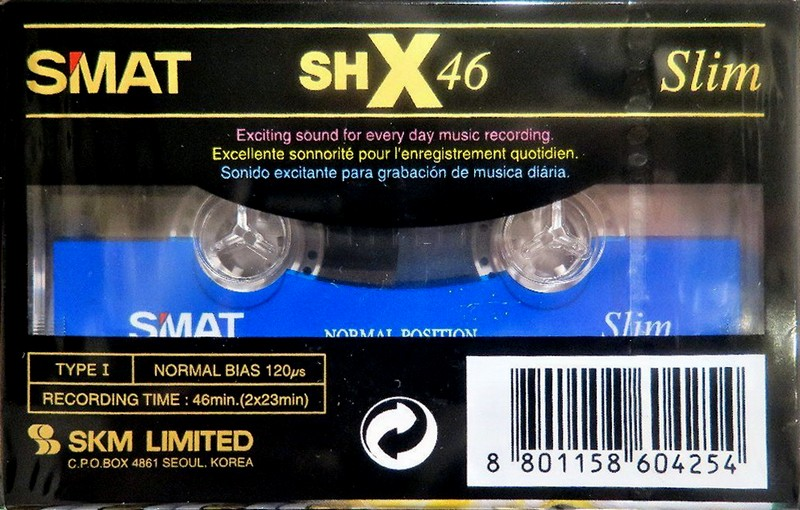 SMAT SHX46 Slim
Exciting sound for every day music recording.
Excellente sonnorité pour l'enregistrement quotidien.
Sonido excitante para grabación de musica diária.
SMAT NORMAL POSITION Slim
TYPE I NORMAL BIAS 120µs
RECORDING TIME : 46min.(2x23min)
SKM LIMITED
C.P.O.BOX 4861 SEOUL, KOREA
8 801158 604254